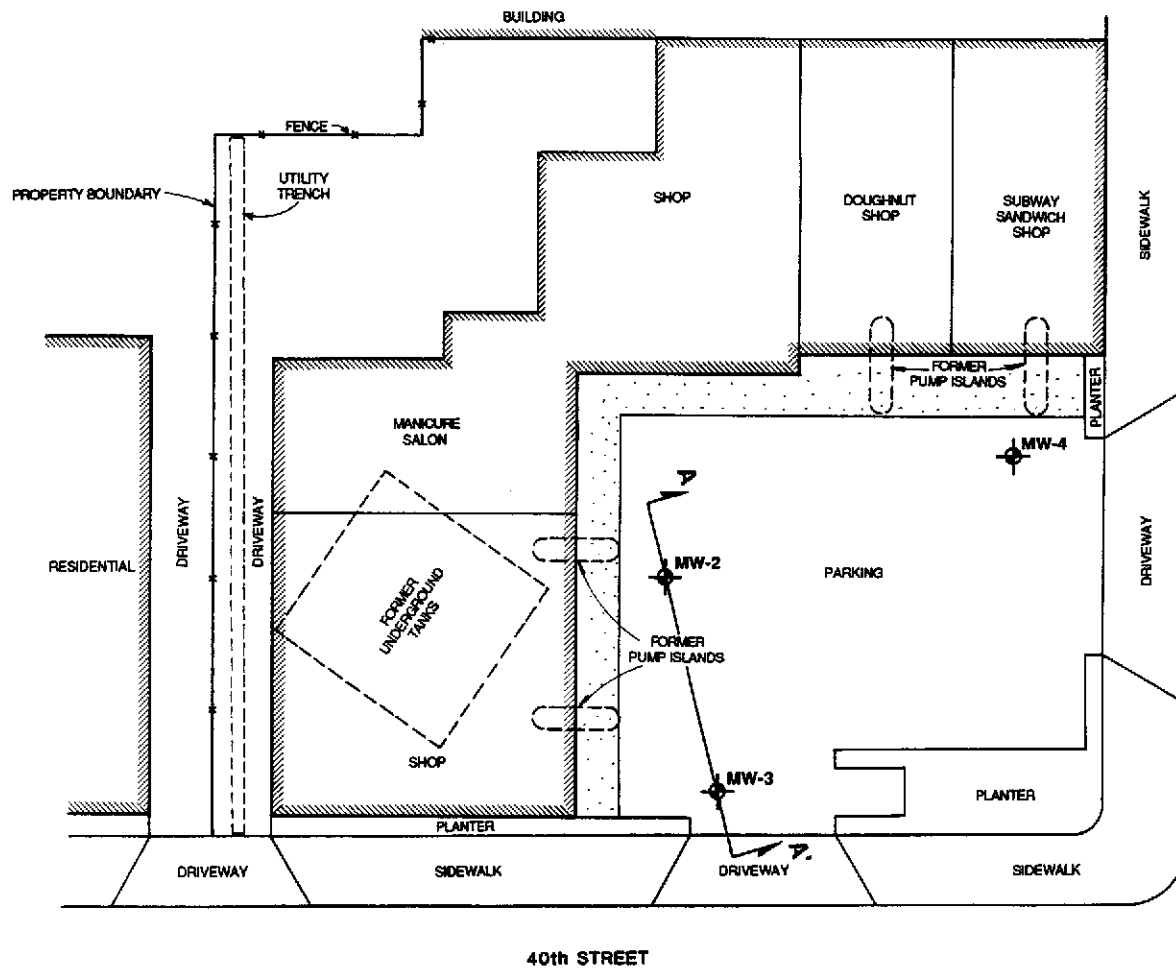 BUILDING
FENCE
PROPERTY BOUNDARY
UTILITY
TRENCH
SHOP
DOUGHNUT
SHOP
SUBWAY
SANDWICH
SHOP
SIDEWALK
FORMER
PUMP ISLANDS
PLANTER
MANICURE
SALON
MW-4
A
DRIVEWAY
DRIVEWAY
RESIDENTIAL
MW-2
PARKING
DRIVEWAY
FORMER
UNDERGROUND
TANKS
FORMER
PUMP ISLANDS
SHOP
MW-3
PLANTER
PLANTER
A'
DRIVEWAY
SIDEWALK
DRIVEWAY
SIDEWALK
40th STREET